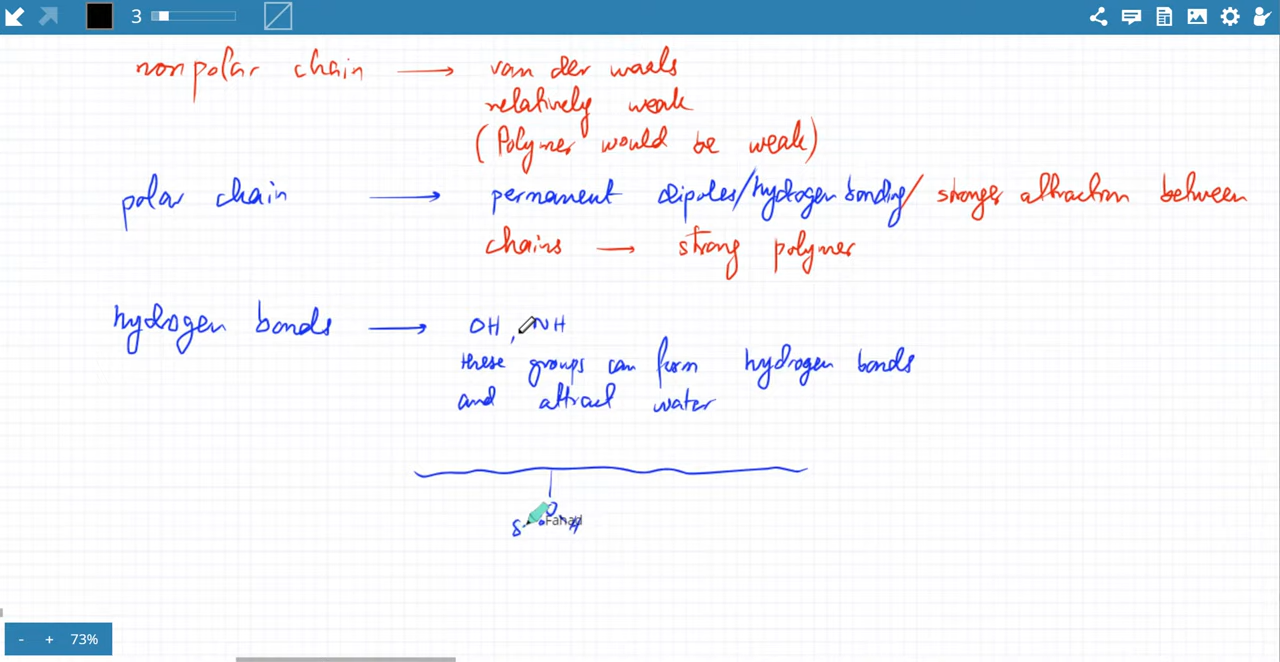 3
nonpolar chain → van der waals
relatively weak
(Polymer would be weak)
polar chain → permanent dipoles/hydrogen bonding/ stronger attraction between
chains → strong polymer
hydrogen bonds → OH, NH
these groups can form hydrogen bonds
and attract water
O
δ- H
Fahad
- + 73%